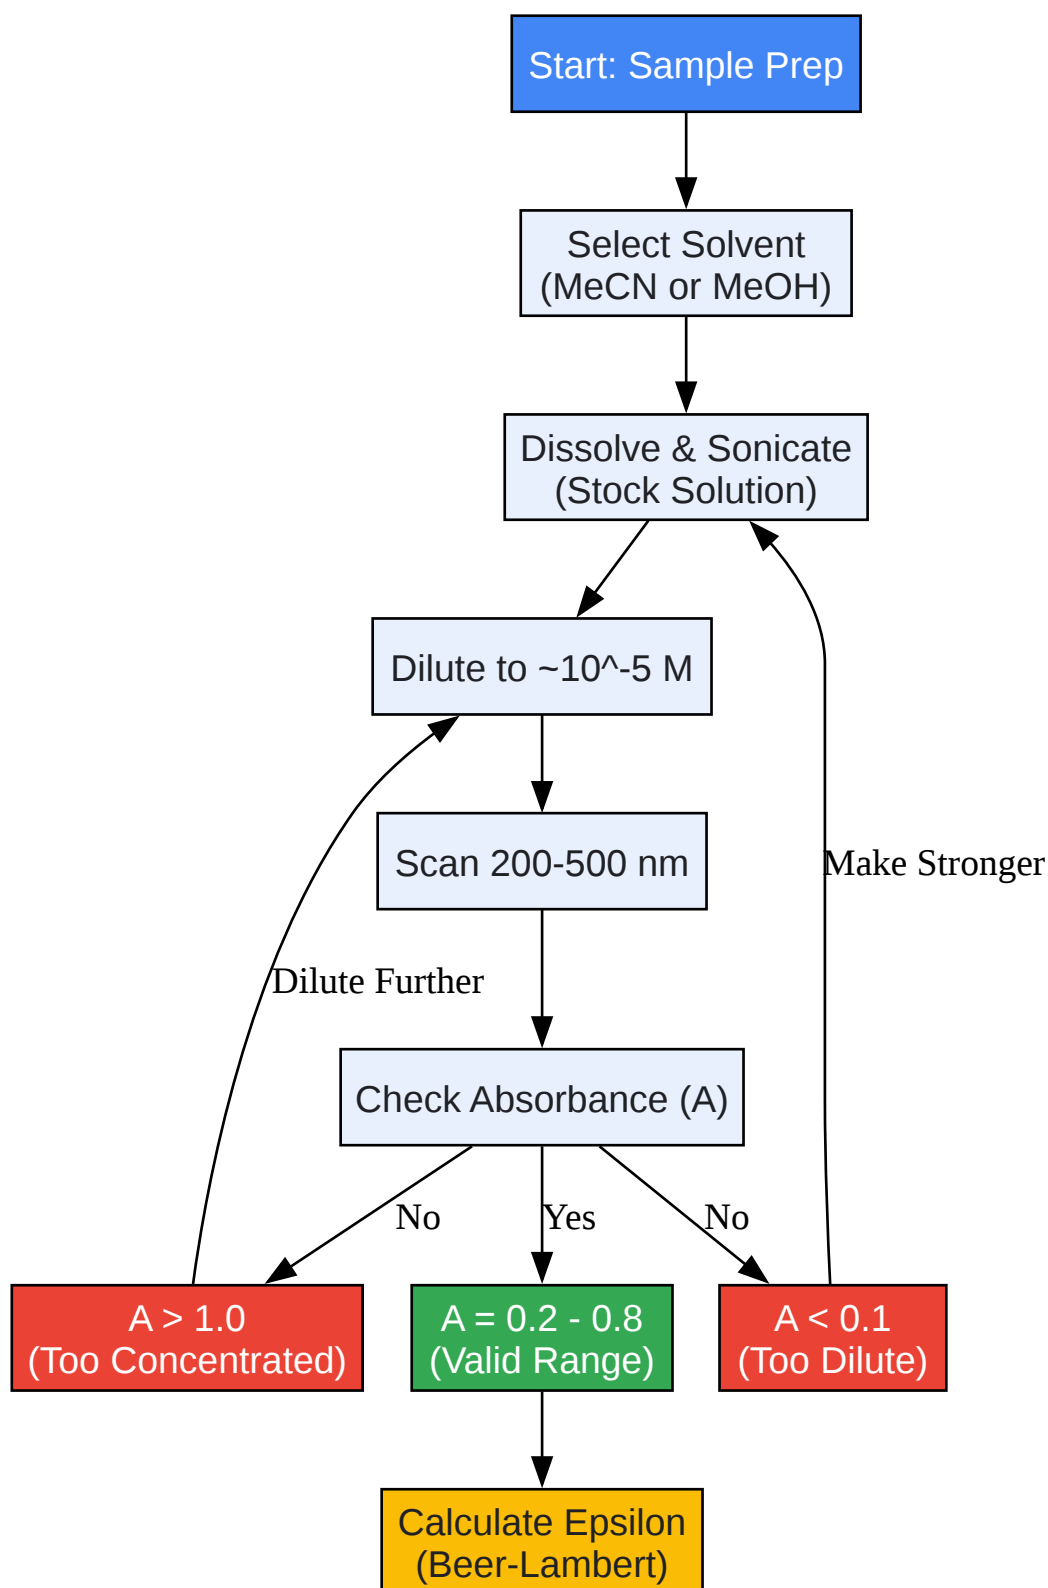 Start: Sample Prep
Select Solvent
(MeCN or MeOH)
Dissolve & Sonicate
(Stock Solution)
Dilute to ~10^-5 M
Scan 200-500 nm
Make Stronger
Dilute Further
Check Absorbance (A)
No
Yes
No
A > 1.0
(Too Concentrated)
A = 0.2 - 0.8
(Valid Range)
A < 0.1
(Too Dilute)
Calculate Epsilon
(Beer-Lambert)